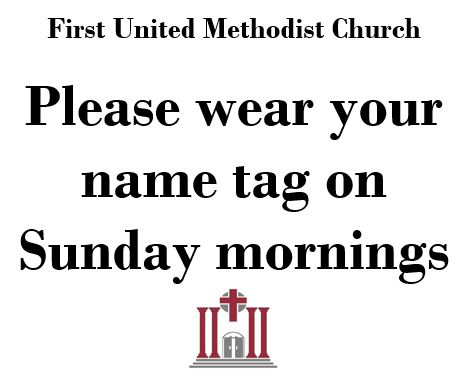 First United Methodist Church
Please wear your
name tag on
Sunday mornings